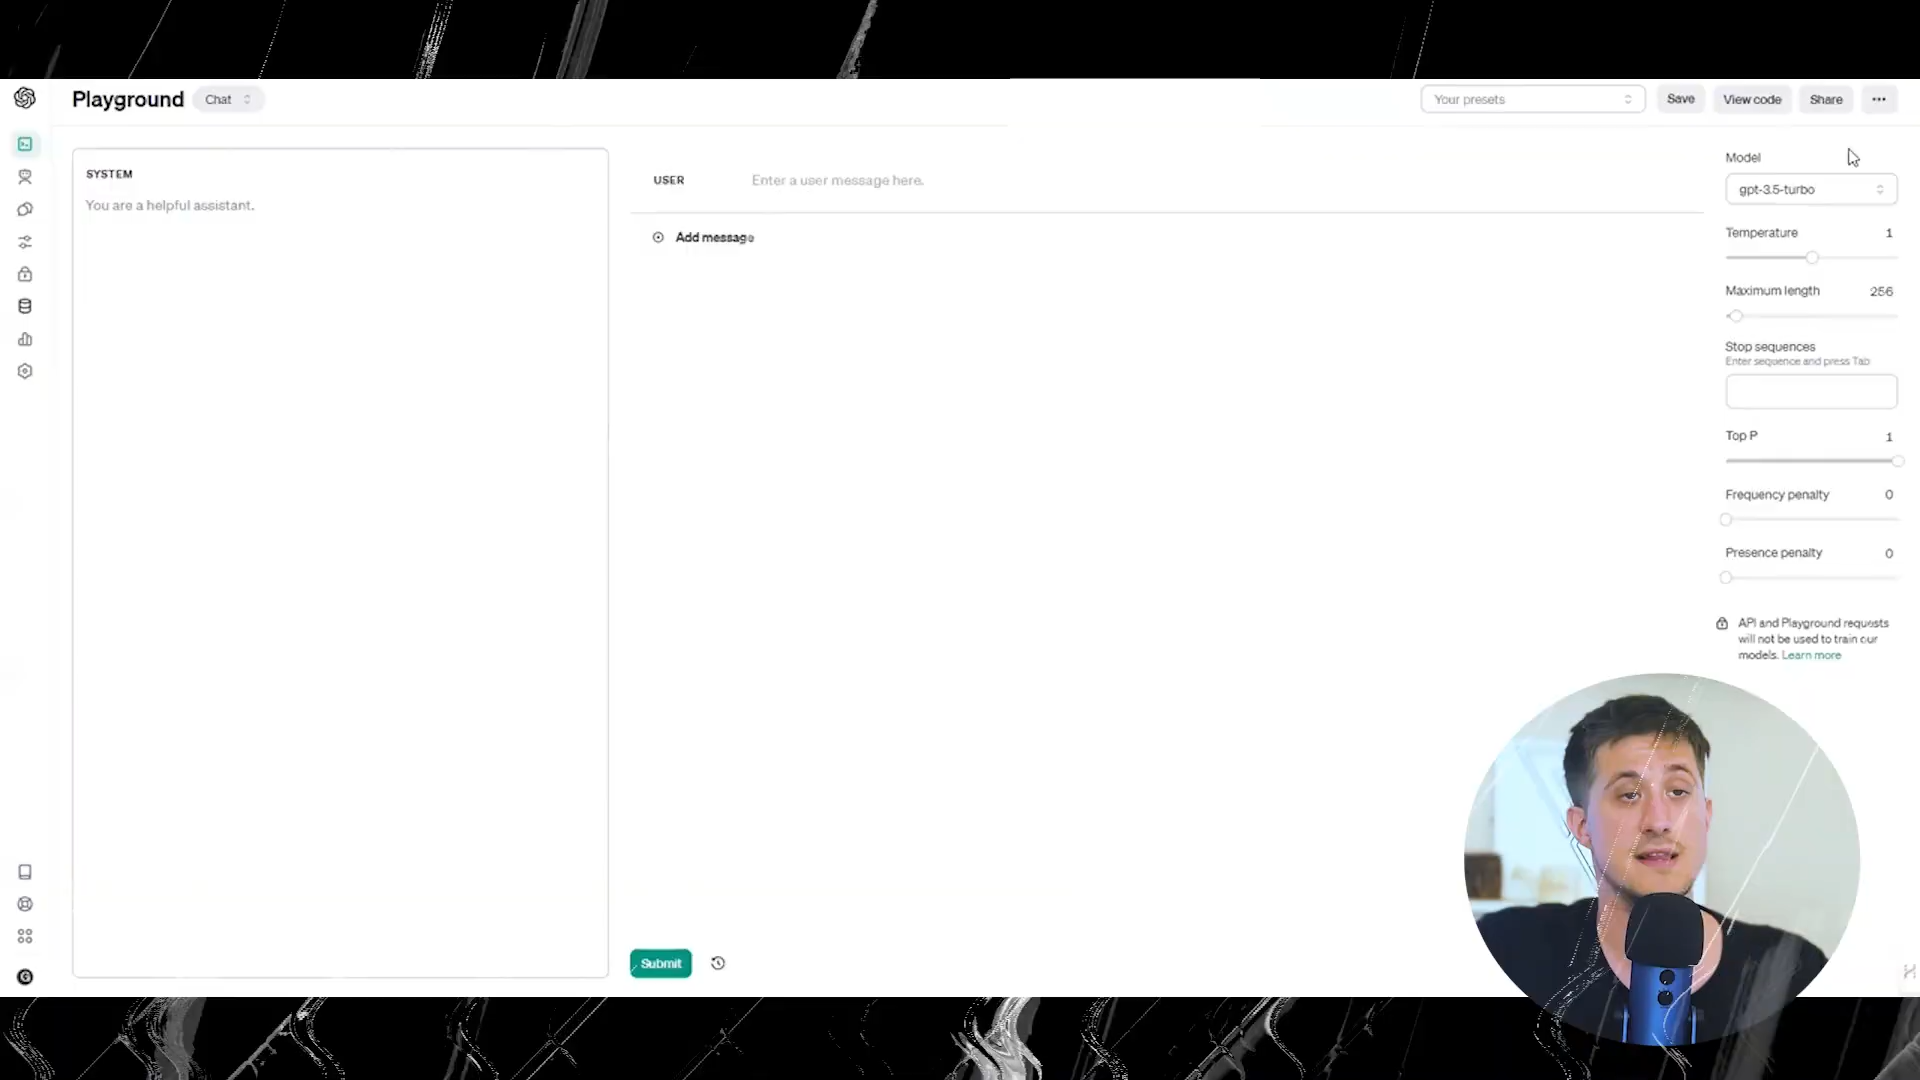 Playground
Chat
Your presets
Save
View code
Share
SYSTEM
You are a helpful assistant.
USER
Enter a user message here.
Add message
Submit
Model
gpt-3.5-turbo
Temperature
1
Maximum length
256
Stop sequences
Enter sequence and press Tab
Top P
1
Frequency penalty
0
Presence penalty
0
API and Playground requests
will not be used to train our
models. Learn more